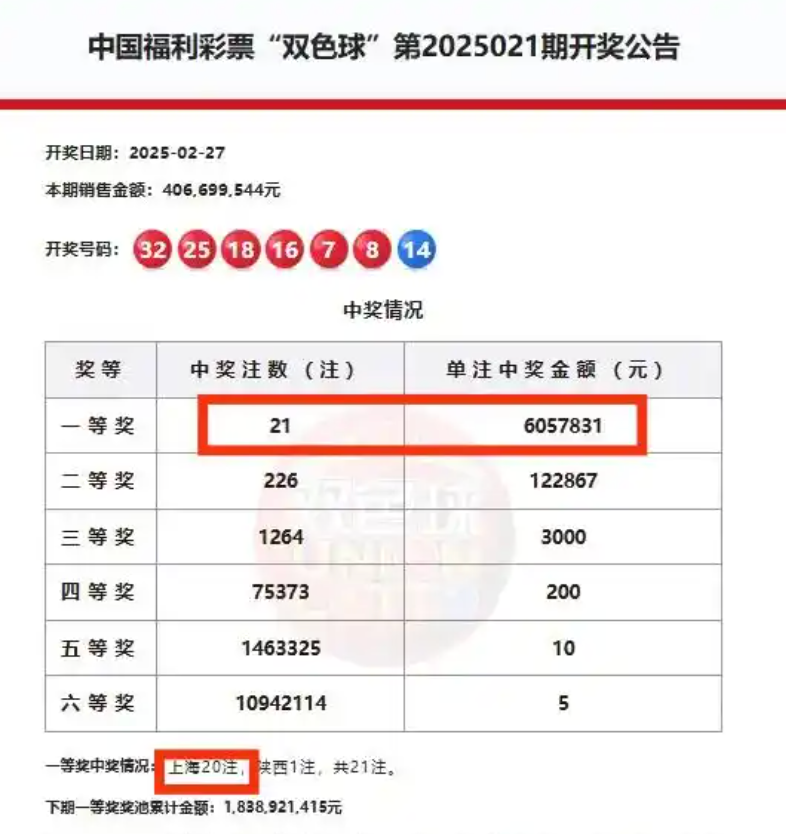 中国福利彩票“双色球”第2025021期开奖公告
开奖日期：2025-02-27
本期销售金额：406,699,544元
开奖号码： 32 25 18 16 7 8 14
中奖情况
奖等 中奖注数（注） 单注中奖金额（元）
一等奖 21 6057831
二等奖 226 122867
三等奖 1264 3000
四等奖 75373 200
五等奖 1463325 10
六等奖 10942114 5
一等奖中奖情况：上海20注，陕西1注，共21注。
下期一等奖奖池累计金额：1,838,921,415元